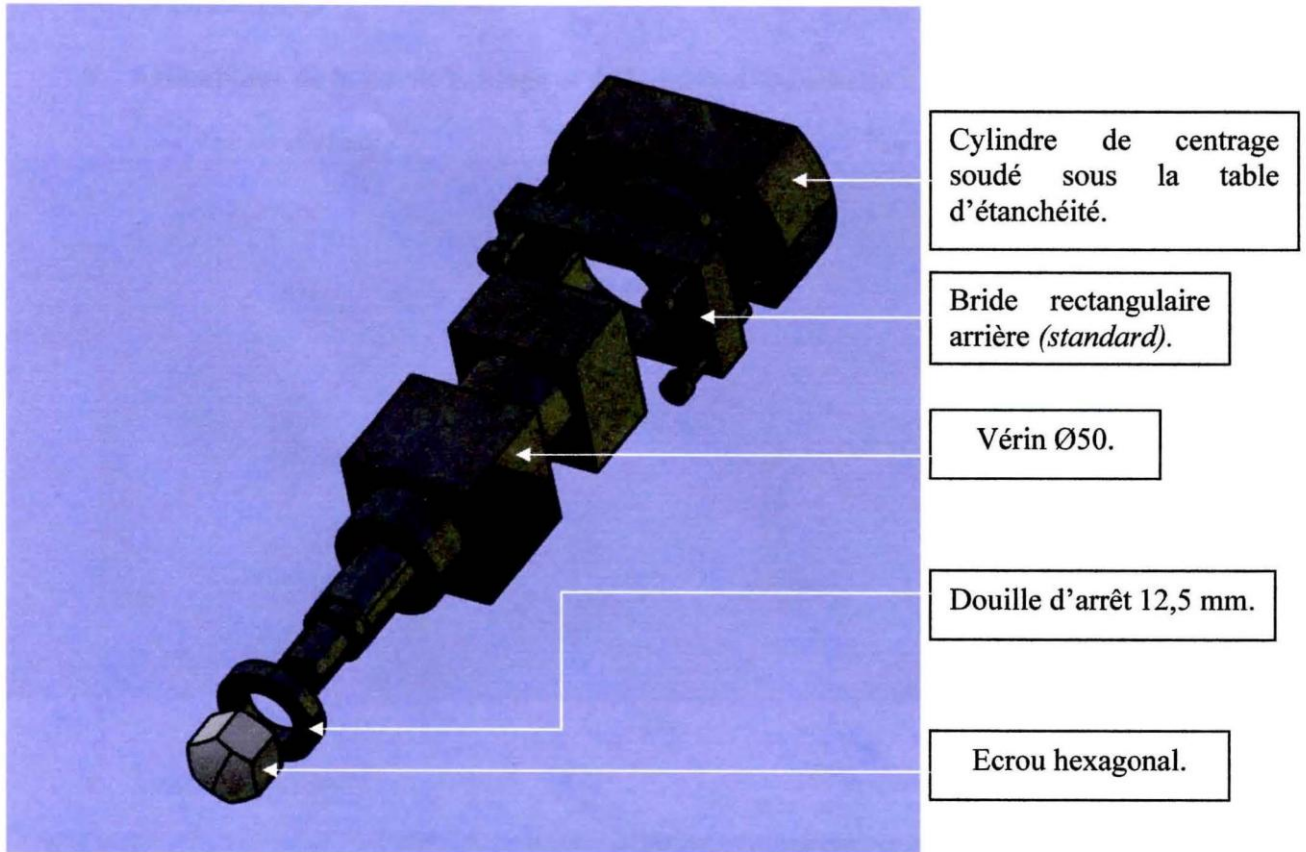 Cylindre de centrage
soudé sous la table
d'étanchéité.
Bride rectangulaire
arrière (standard).
Vérin Ø50.
Douille d'arrêt 12,5 mm.
Ecrou hexagonal.